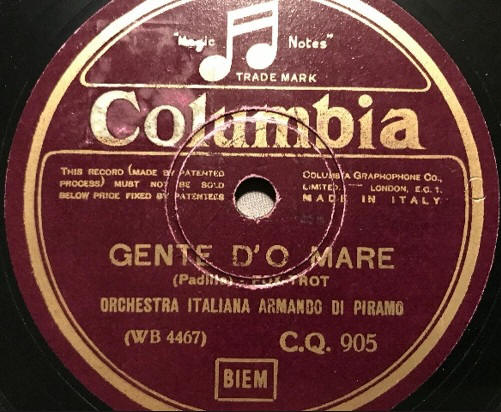 "Magic Notes"
TRADE MARK
Columbia
THIS RECORD (MADE BY PATENTED
PROCESS) MUST NOT BE SOLD
BELOW PRICE FIXED BY PATENTEES
COLUMBIA GRAPHOPHONE CO.,
LIMITED. — LONDON, E.C.1.
MADE IN ITALY
GENTE D'O MARE
(Padilla) - FOX-TROT
ORCHESTRA ITALIANA ARMANDO DI PIRAMO
(WB 4467) C.Q. 905
BIEM